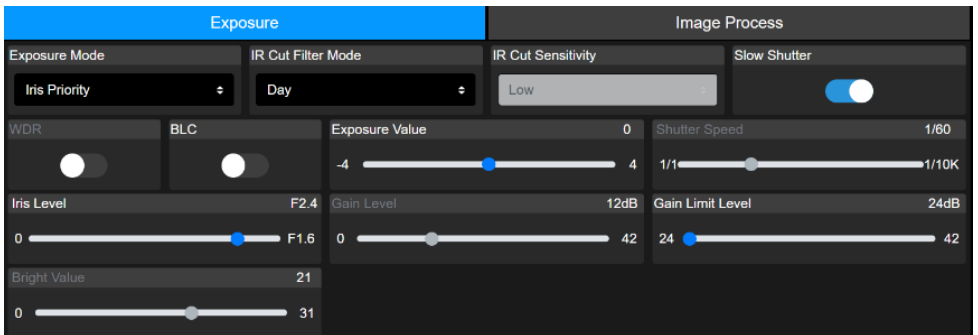 Exposure Image Process
Exposure Mode IR Cut Filter Mode IR Cut Sensitivity Slow Shutter
Iris Priority Day Low
WDR BLC Exposure Value 0 Shutter Speed 1/60
-4 4 1/1 1/10K
Iris Level F2.4 Gain Level 12dB Gain Limit Level 24dB
0 F1.6 0 42 24 42
Bright Value 21
0 31